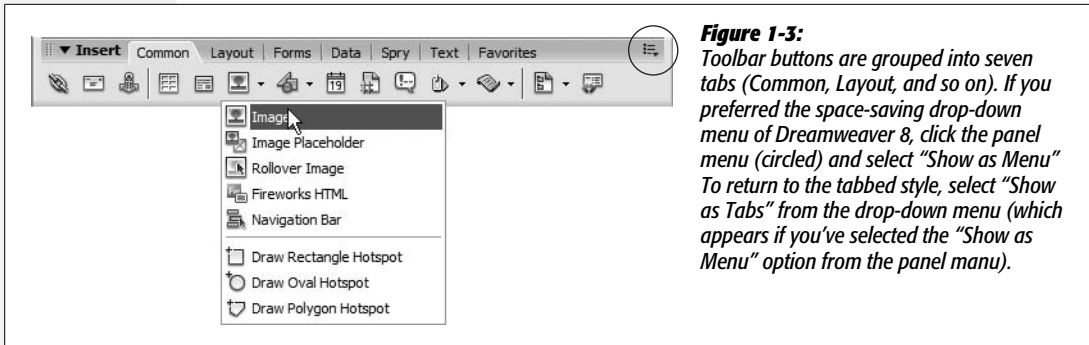 Insert Common Layout Forms Data Spry Text Favorites
19
Image
Image Placeholder
Rollover Image
Fireworks HTML
Navigation Bar
Draw Rectangle Hotspot
Draw Oval Hotspot
Draw Polygon Hotspot
Figure 1-3:
Toolbar buttons are grouped into seven
tabs (Common, Layout, and so on). If you
preferred the space-saving drop-down
menu of Dreamweaver 8, click the panel
menu (circled) and select “Show as Menu”
To return to the tabbed style, select “Show
as Tabs” from the drop-down menu (which
appears if you’ve selected the “Show as
Menu” option from the panel manu).